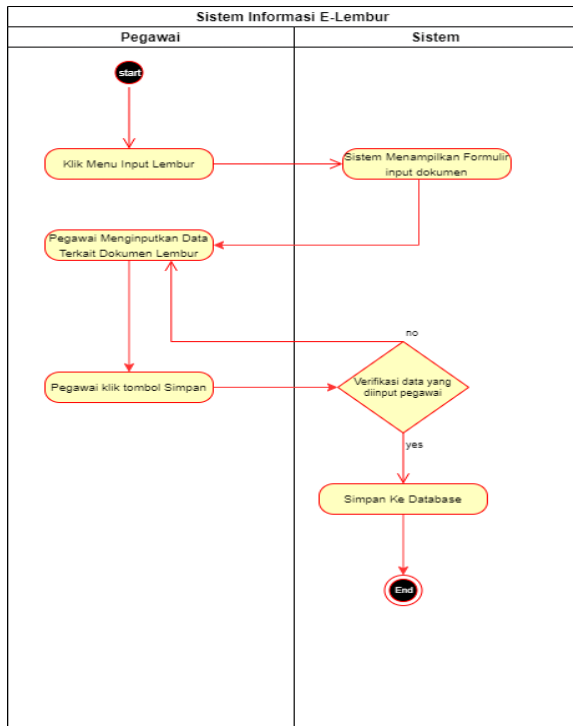 Sistem Informasi E-Lembur
Pegawai
Sistem
start
Klik Menu Input Lembur
Sistem Menampilkan Formulir
input dokumen
Pegawai Menginputkan Data
Terkait Dokumen Lembur
no
Pegawai klik tombol Simpan
Verifikasi data yang
diinput pegawai
yes
Simpan Ke Database
End